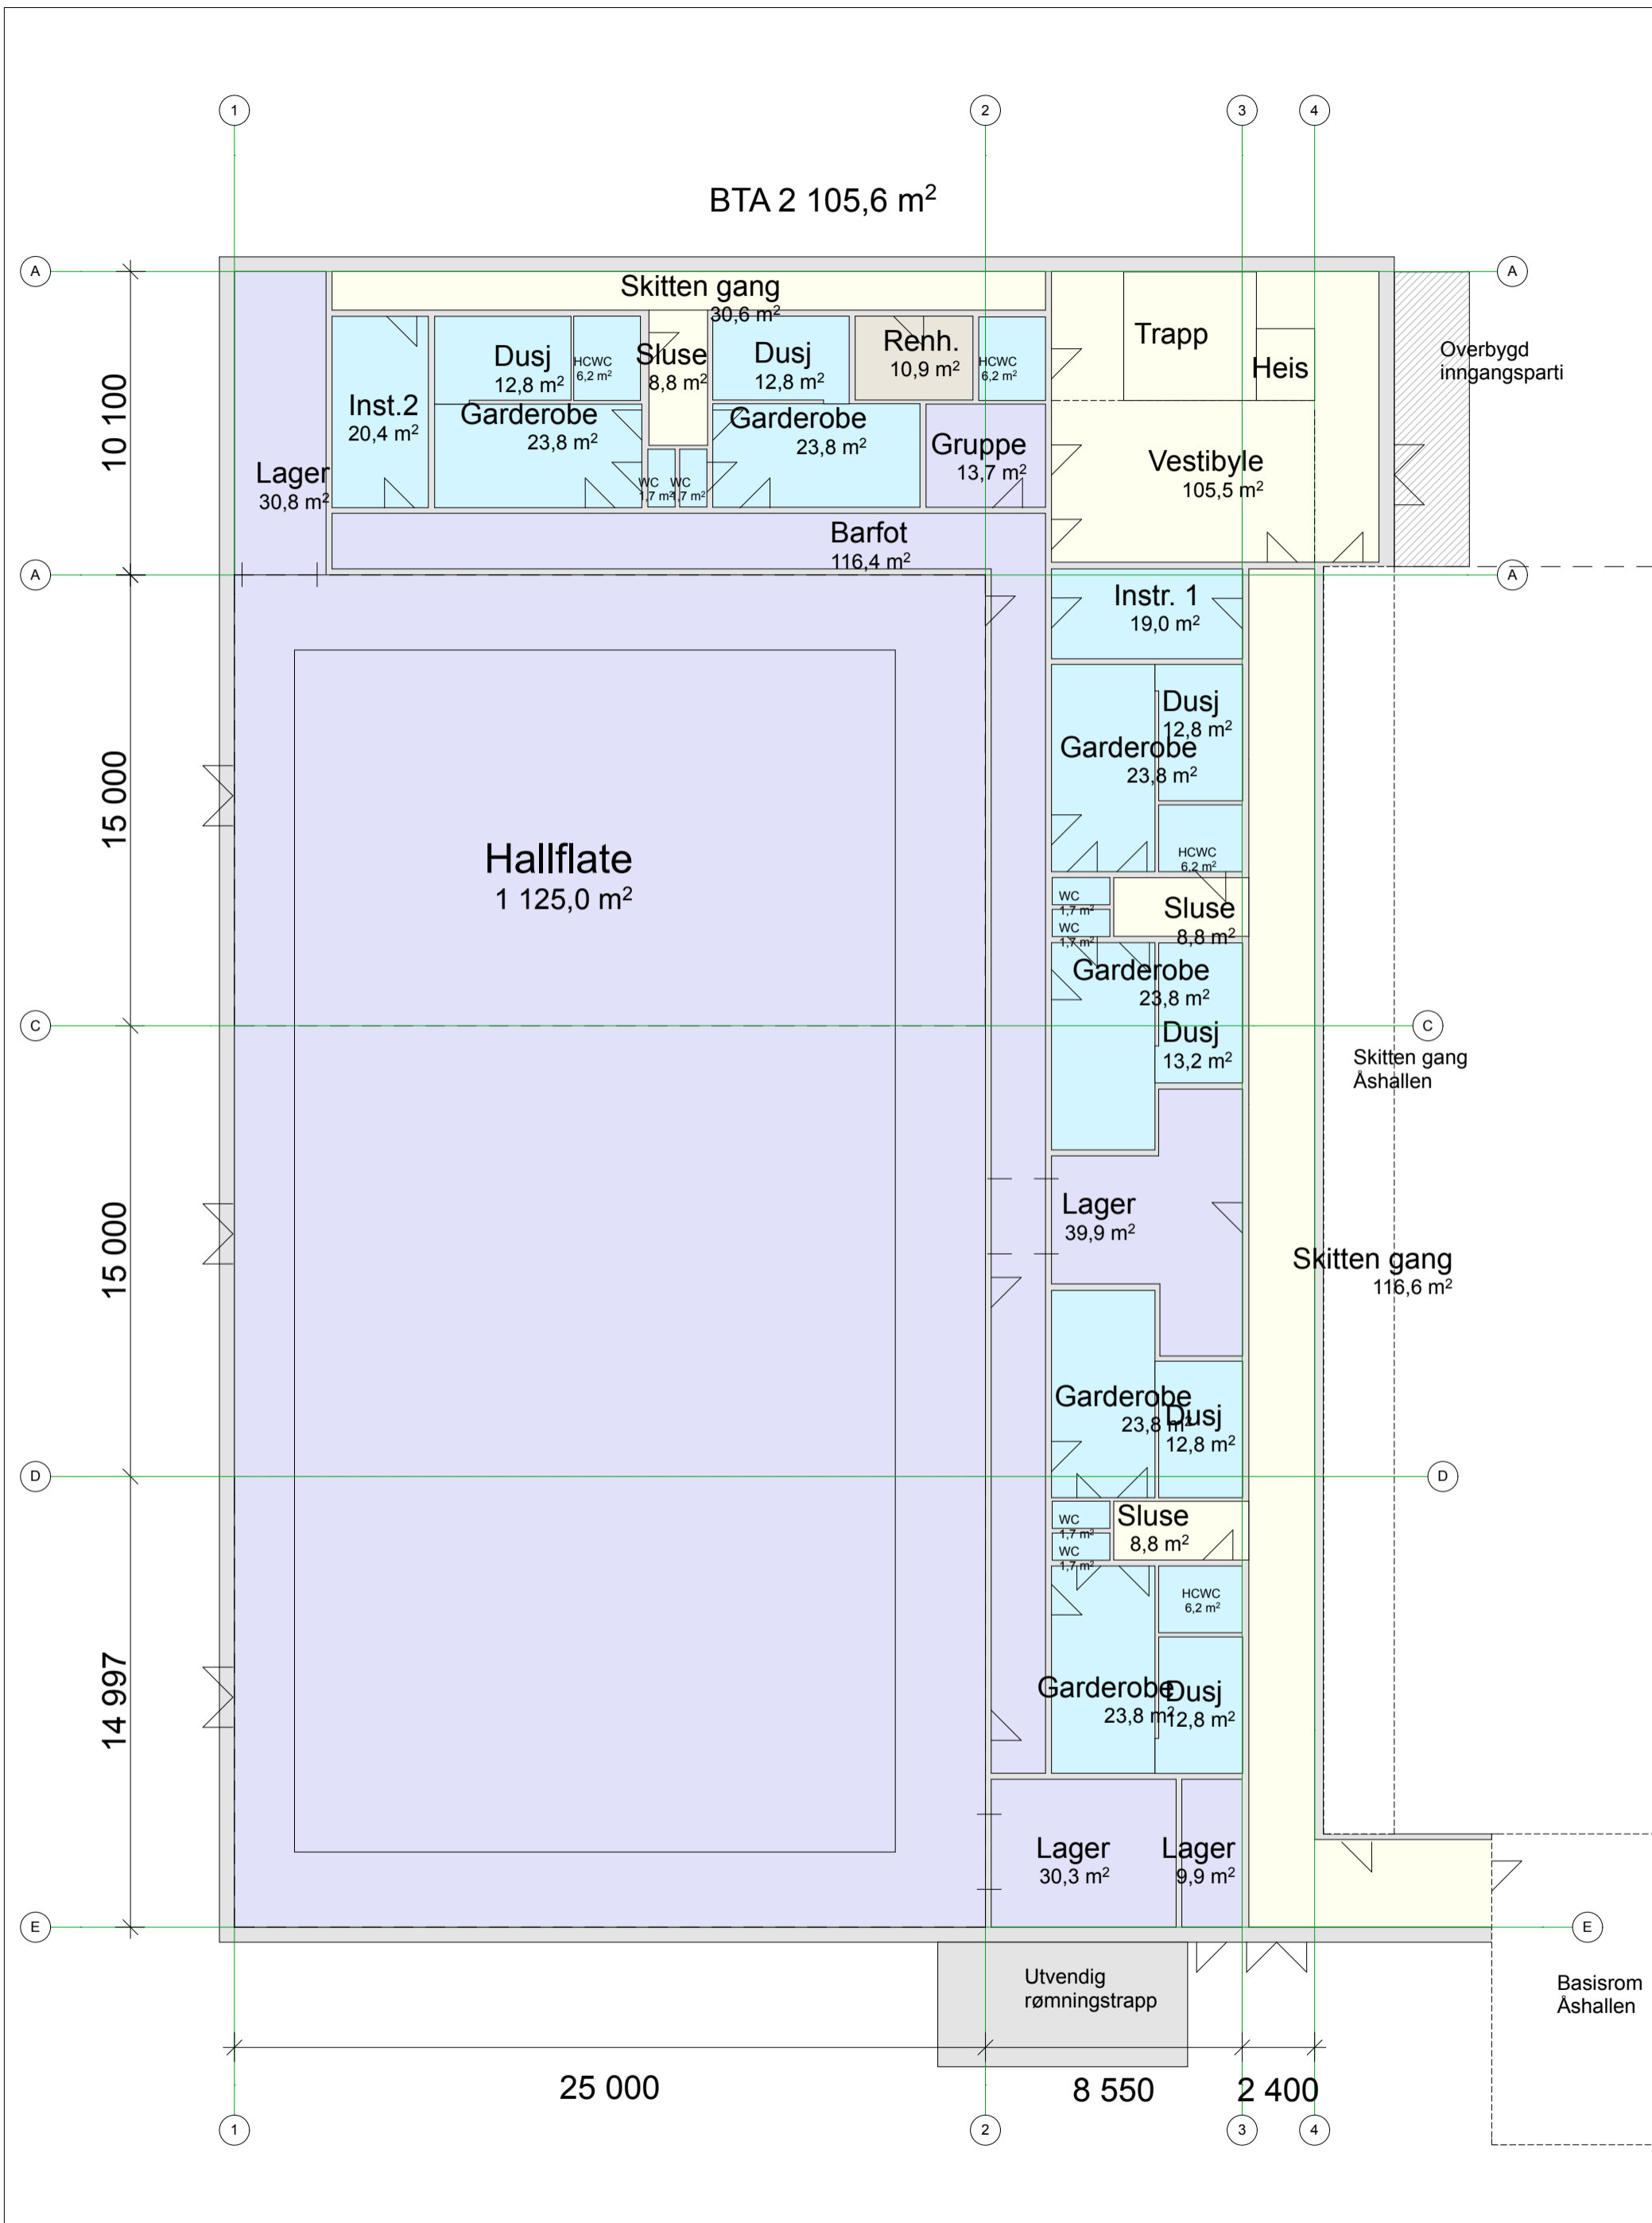 1
2
3
4
BTA 2 105,6 m²
A
A
Skitten gang
30,6 m²
Trapp
Heis
Overbygd
inngangsparti
Dusj
12,8 m²
HCWC
6,2 m²
Sluse
8,8 m²
Dusj
12,8 m²
Renh.
10,9 m²
HCWC
6,2 m²
10 100
Inst.2
20,4 m²
Garderobe
23,8 m²
Garderobe
23,8 m²
Gruppe
13,7 m²
Vestibyle
105,5 m²
Lager
30,8 m²
WC
1,7 m²
WC
1,7 m²
Barfot
116,4 m²
A
A
Instr. 1
19,0 m²
Dusj
12,8 m²
Garderobe
23,8 m²
15 000
Hallflate
1 125,0 m²
HCWC
6,2 m²
WC
1,7 m²
WC
1,7 m²
Sluse
8,8 m²
Garderobe
23,8 m²
C
C
Dusj
13,2 m²
Skitten gang
Åshallen
Lager
39,9 m²
15 000
Skitten gang
116,6 m²
Garderobe
23,8 m²
Dusj
12,8 m²
D
D
WC
1,7 m²
WC
1,7 m²
Sluse
8,8 m²
HCWC
6,2 m²
14 997
Garderobe
23,8 m²
Dusj
12,8 m²
Lager
30,3 m²
Lager
9,9 m²
E
E
Utvendig
rømningstrapp
Basisrom
Åshallen
25 000
8 550
2 400
1
2
3
4